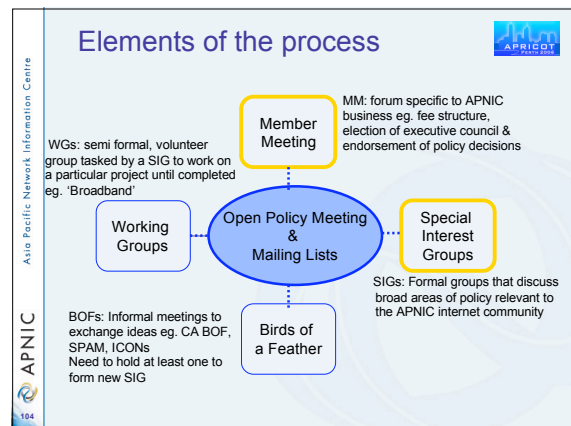 Elements of the process
APRICOT
PERTH 2006
Asia Pacific Network Information Centre
MM: forum specific to APNIC
business eg. fee structure,
election of executive council &
endorsement of policy decisions
Member
Meeting
WGs: semi formal, volunteer
group tasked by a SIG to work on
a particular project until completed
eg. ‘Broadband’
Working
Groups
Open Policy Meeting
&
Mailing Lists
Special
Interest
Groups
SIGs: Formal groups that discuss
broad areas of policy relevant to
the APNIC internet community
BOFs: Informal meetings to
exchange ideas eg. CA BOF,
SPAM, ICONs
Need to hold at least one to
form new SIG
Birds of
a Feather
APNIC
104